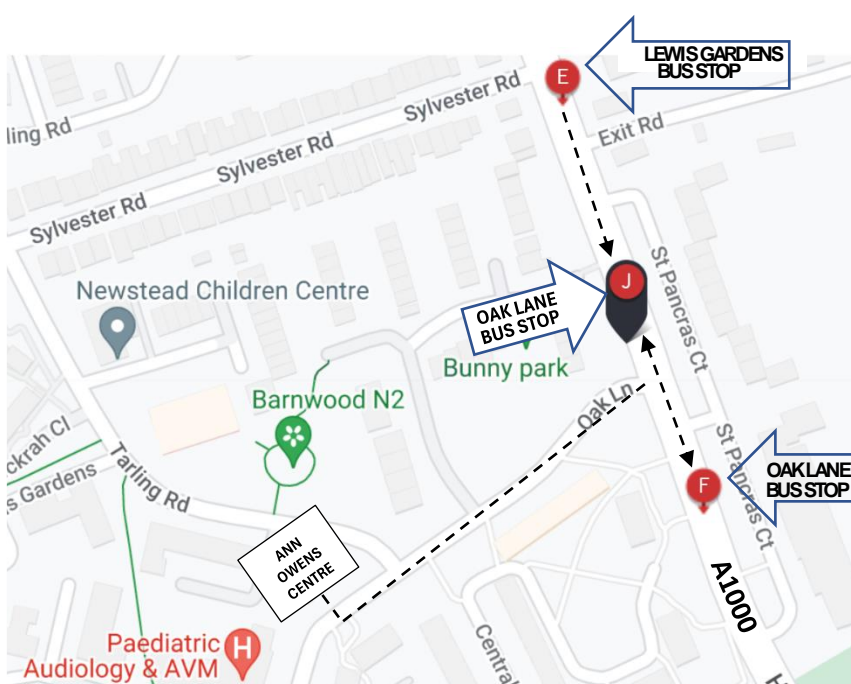 LEWIS GARDENS
BUS STOP
E
Sylvester Rd
Exit Rd
ling Rd
Sylvester Rd
Sylvester Rd
St Pancras Ct
J
Newstead Children Centre
OAK LANE
BUS STOP
Bunny park
Oak Ln
Barnwood N2
ckrah Cl
s Gardens
Tarling Rd
St Pancras Ct
F
OAK LANE
BUS STOP
ANN
OWENS
CENTRE
A1000
Paediatric
Audiology & AVM
H
Central
H